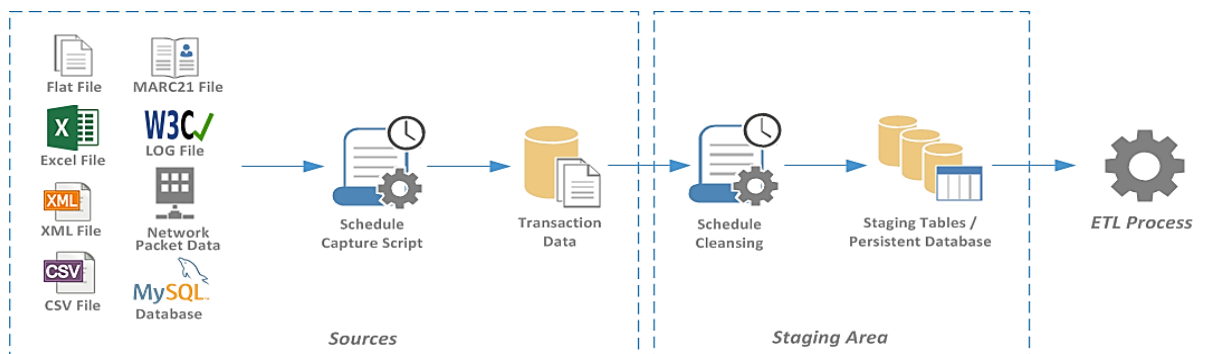 Flat File
MARC21 File
X
Excel File
W3C
LOG File
XML
XML File
Network
Packet Data
CSV
CSV File
MySQL
Database
Schedule
Capture Script
Transaction
Data
Sources
Schedule
Cleansing
Staging Tables /
Persistent Database
Staging Area
ETL Process